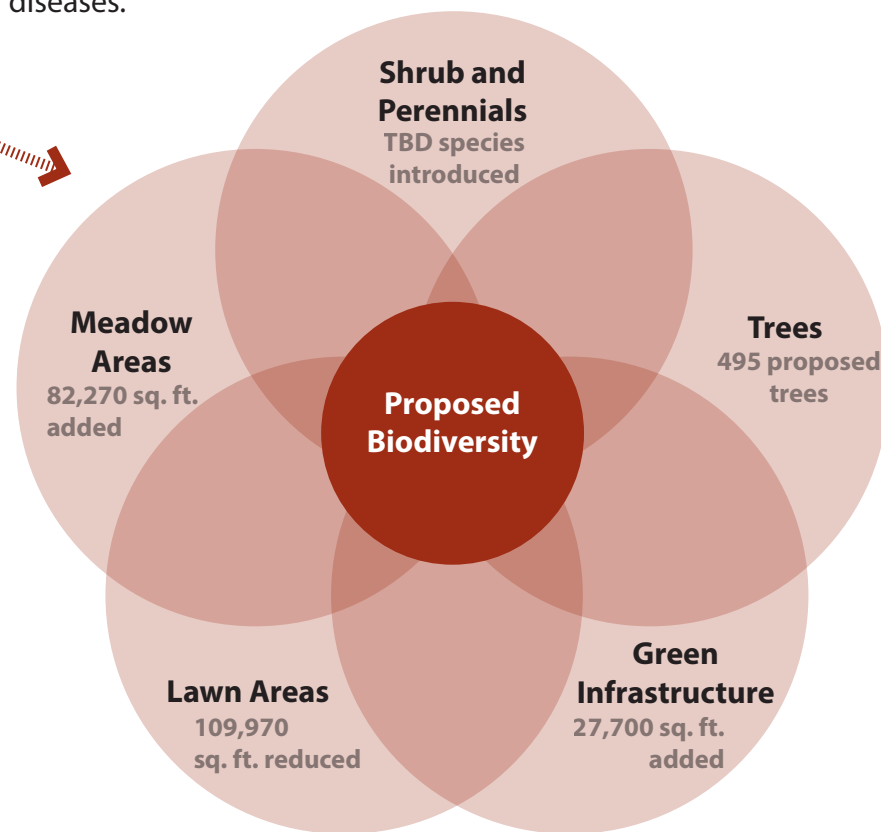 diseases.
Shrub and
Perennials
TBD species
introduced
Meadow
Areas
82,270 sq. ft.
added
Trees
495 proposed
trees
Proposed
Biodiversity
Lawn Areas
109,970
sq. ft. reduced
Green
Infrastructure
27,700 sq. ft.
added